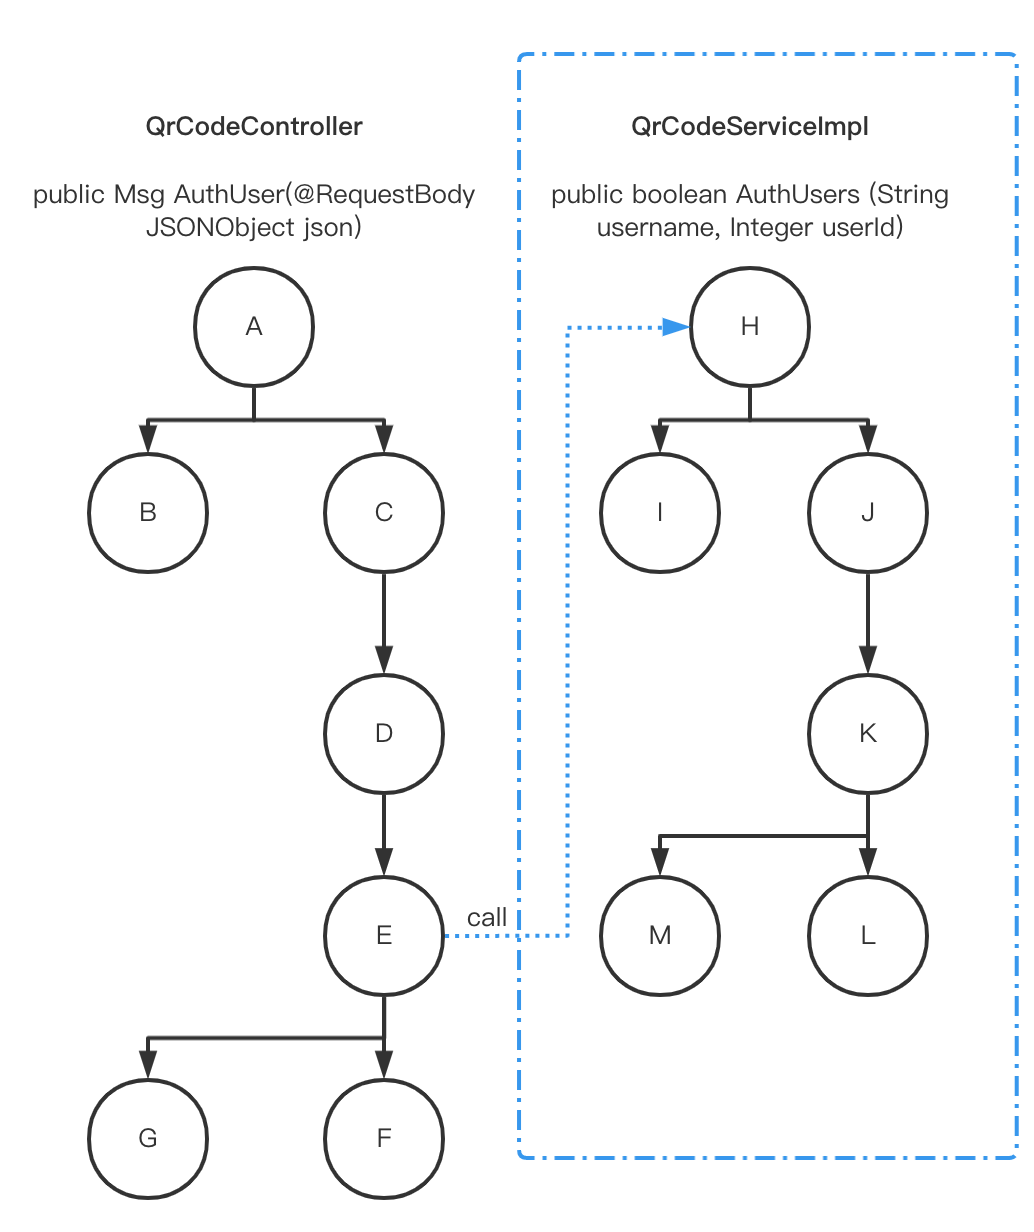 QrCodeController
public Msg AuthUser(@RequestBody
JSONObject json)
A
B
C
D
E
call
G
F
QrCodeServiceImpl
public boolean AuthUsers (String
username, Integer userId)
H
I
J
K
M
L